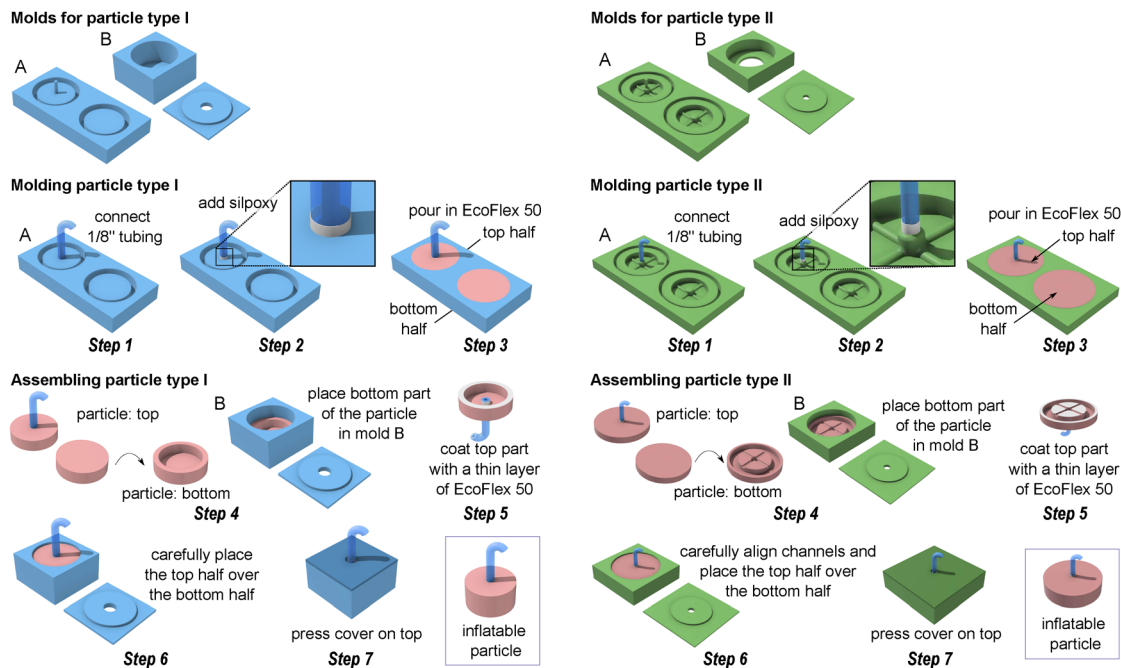 Molds for particle type I
A
B
Molding particle type I
A
connect
1/8" tubing
Step 1
add silpoxy
Step 2
pour in EcoFlex 50
top half
bottom
half
Step 3
Assembling particle type I
particle: top
particle: bottom
Step 4
B
place bottom part
of the particle
in mold B
coat top part
with a thin layer
of EcoFlex 50
Step 5
carefully place
the top half over
the bottom half
Step 6
press cover on top
Step 7
inflatable
particle
Molds for particle type II
A
B
Molding particle type II
A
connect
1/8" tubing
Step 1
add silpoxy
Step 2
pour in EcoFlex 50
top half
bottom
half
Step 3
Assembling particle type II
particle: top
particle: bottom
Step 4
B
place bottom part
of the particle
in mold B
coat top part
with a thin layer
of EcoFlex 50
Step 5
carefully align channels and
place the top half over
the bottom half
Step 6
press cover on top
Step 7
inflatable
particle